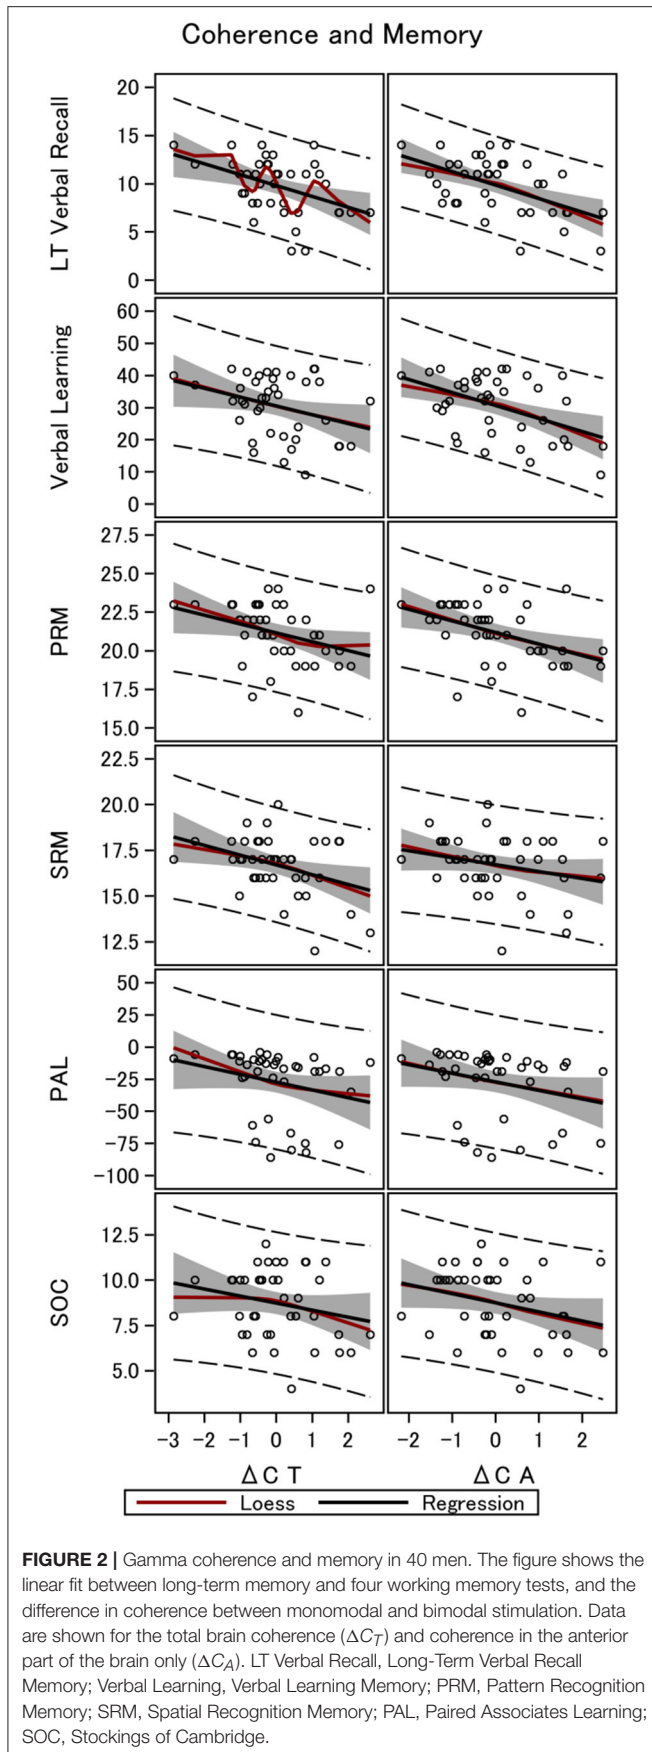 Coherence and Memory
LT Verbal Recall
20
15
10
5
0
Verbal Learning
60
50
40
30
20
10
0
PRM
27.5
25.0
22.5
20.0
17.5
15.0
SRM
22.5
20.0
17.5
15.0
12.5
PAL
50
25
0
−25
−50
−75
−100
SOC
12.5
10.0
7.5
5.0
−3 −2 −1 0 1 2 −2 −1 0 1 2
Δ C T Δ C A
Loess Regression
FIGURE 2 | Gamma coherence and memory in 40 men. The figure shows the
linear fit between long-term memory and four working memory tests, and the
difference in coherence between monomodal and bimodal stimulation. Data
are shown for the total brain coherence (ΔC_T) and coherence in the anterior
part of the brain only (ΔC_A). LT Verbal Recall, Long-Term Verbal Recall
Memory; Verbal Learning, Verbal Learning Memory; PRM, Pattern Recognition
Memory; SRM, Spatial Recognition Memory; PAL, Paired Associates Learning;
SOC, Stockings of Cambridge.